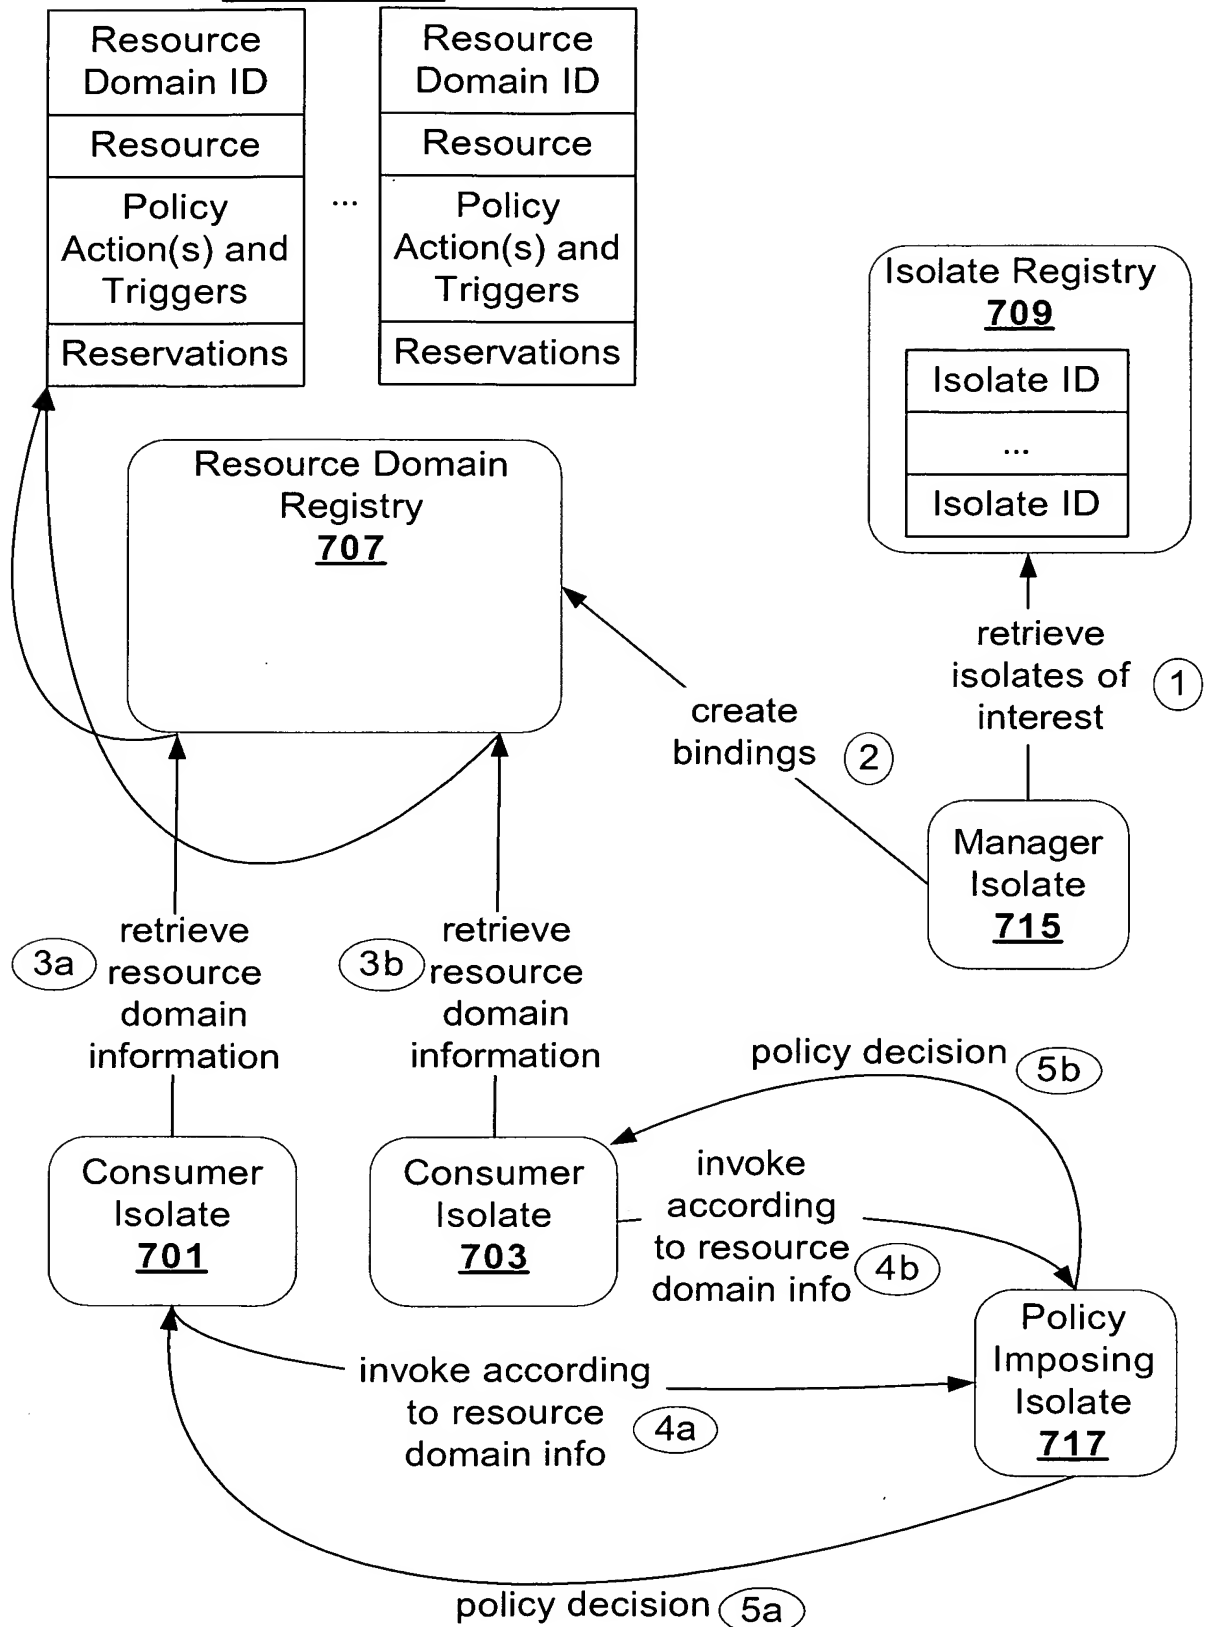 Resource
Domain ID
Resource
Policy
Action(s) and
Triggers
Reservations
...
Resource
Domain ID
Resource
Policy
Action(s) and
Triggers
Reservations
Isolate Registry
709
Isolate ID
...
Isolate ID
Resource Domain
Registry
707
retrieve
isolates of
interest
1
create
bindings
2
Manager
Isolate
715
3a
retrieve
resource
domain
information
3b
retrieve
resource
domain
information
policy decision
5b
Consumer
Isolate
701
Consumer
Isolate
703
invoke
according
to resource
domain info
4b
Policy
Imposing
Isolate
717
invoke according
to resource
domain info
4a
policy decision
5a